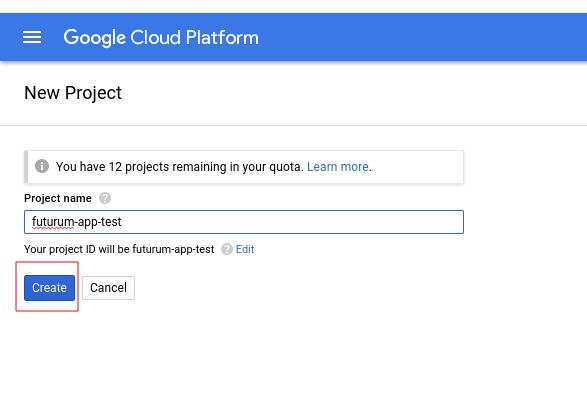 Google Cloud Platform
New Project
You have 12 projects remaining in your quota. Learn more.
Project name
futurum-app-test
Your project ID will be futurum-app-test Edit
Create Cancel